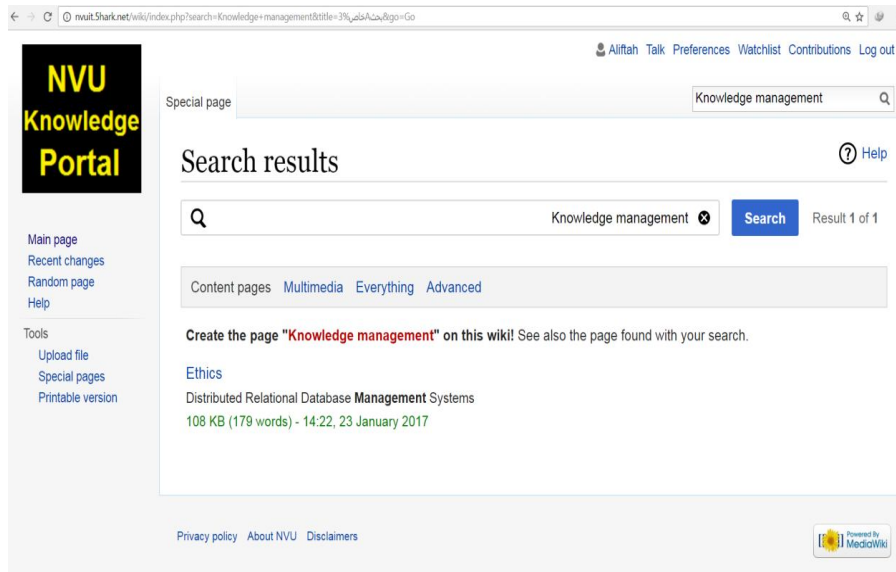 nvuit.5hark.net/wiki/index.php?search=Knowledge+management&title=3%خاصAبحث&go=Go
Aliftah Talk Preferences Watchlist Contributions Log out
NVU
Knowledge
Portal
Special page
Knowledge management
Search results
Help
Knowledge management
Search
Result 1 of 1
Main page
Recent changes
Random page
Help
Content pages Multimedia Everything Advanced
Tools
Upload file
Special pages
Printable version
Create the page "Knowledge management" on this wiki! See also the page found with your search.
Ethics
Distributed Relational Database Management Systems
108 KB (179 words) - 14:22, 23 January 2017
Privacy policy About NVU Disclaimers
Powered By
MediaWiki